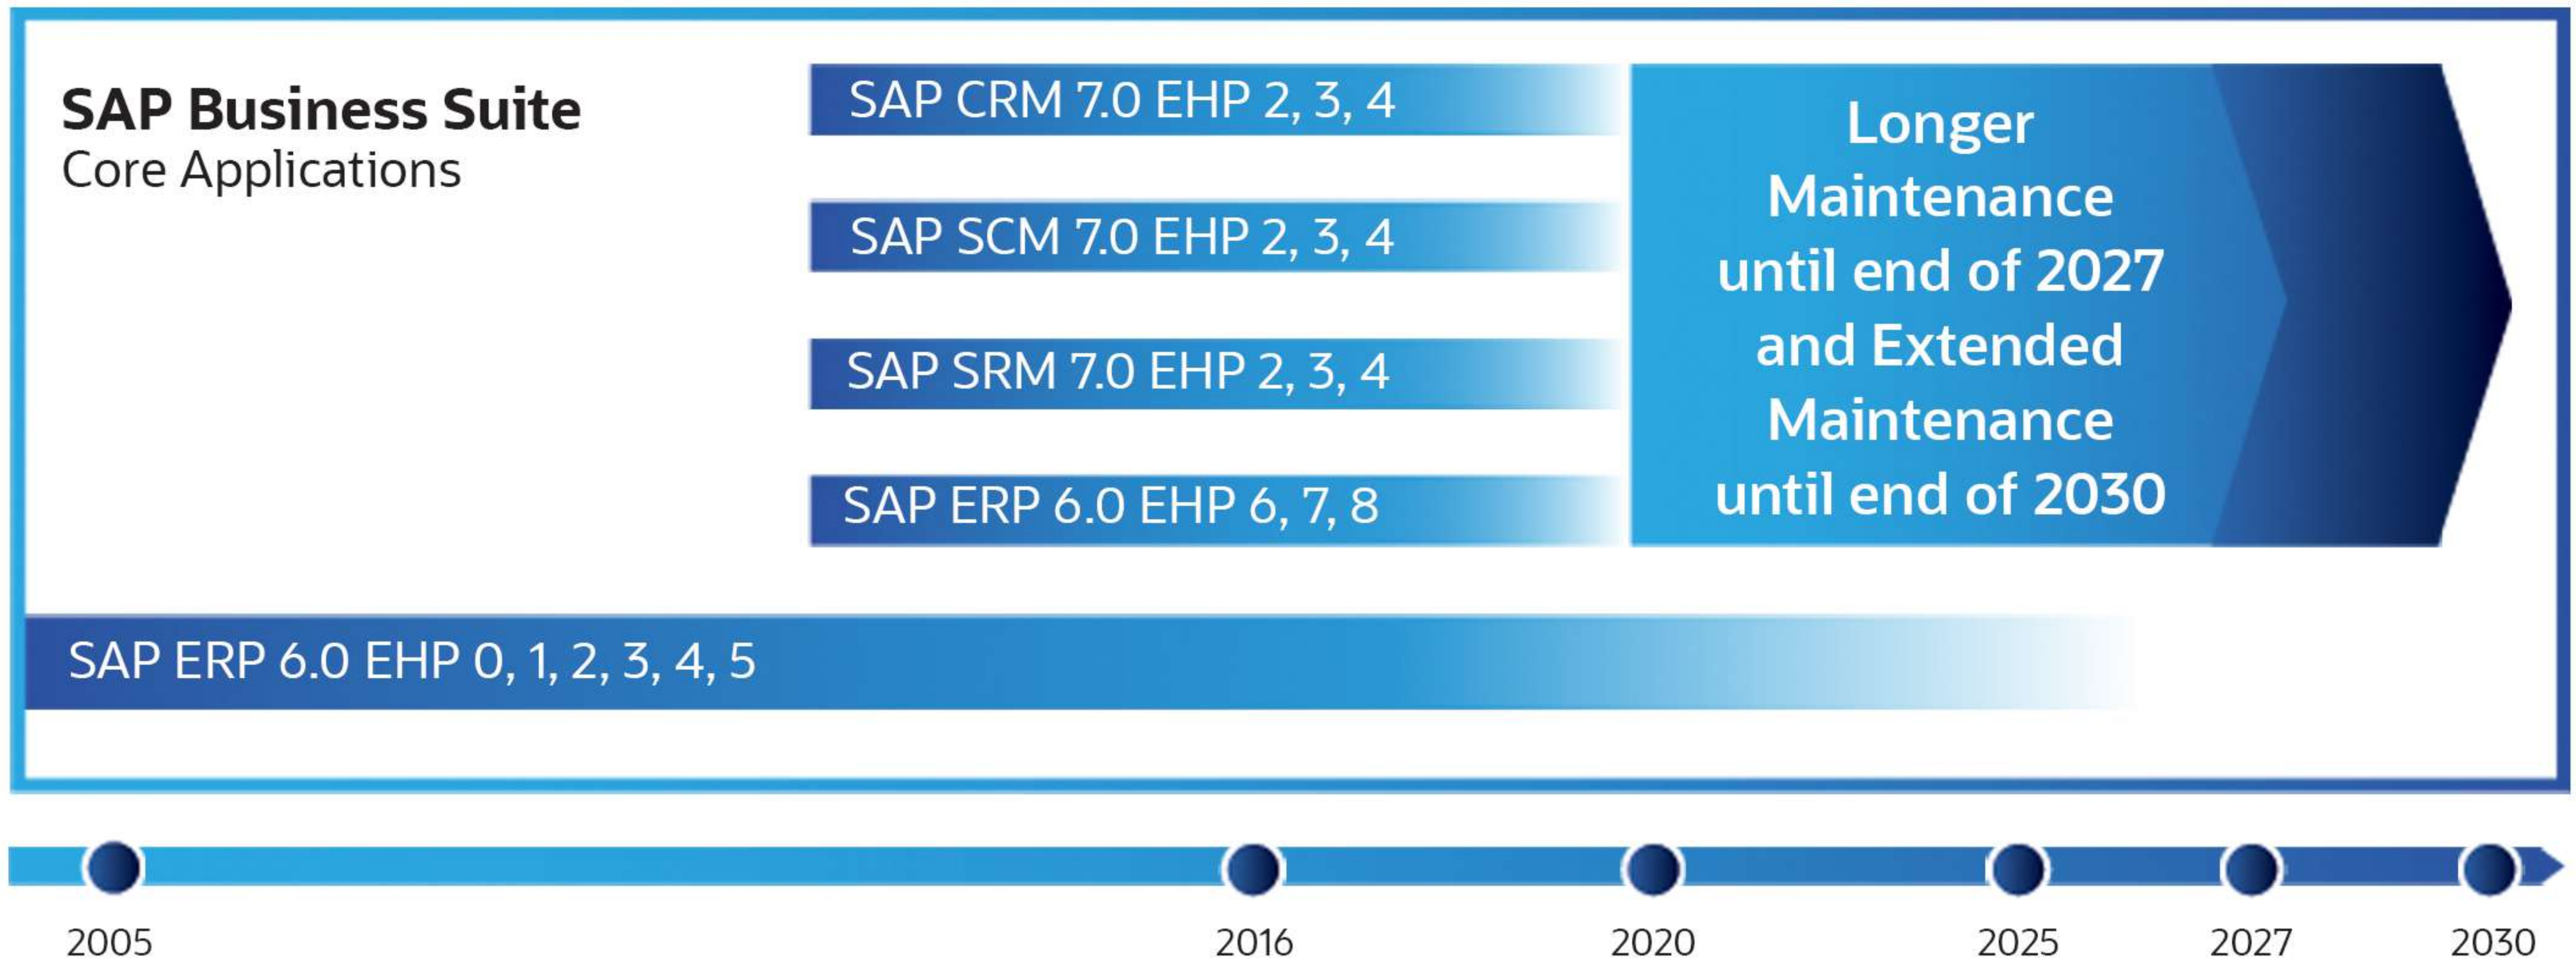 SAP Business Suite
Core Applications
SAP CRM 7.0 EHP 2, 3, 4
SAP SCM 7.0 EHP 2, 3, 4
SAP SRM 7.0 EHP 2, 3, 4
SAP ERP 6.0 EHP 6, 7, 8
Longer
Maintenance
until end of 2027
and Extended
Maintenance
until end of 2030
SAP ERP 6.0 EHP 0, 1, 2, 3, 4, 5
2005
2016
2020
2025
2027
2030